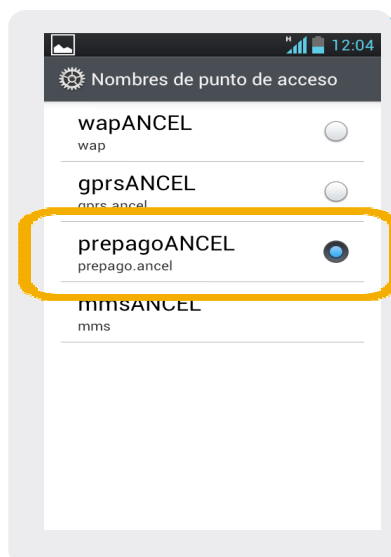 H 12:04
Nombres de punto de acceso
wapANCEL
wap
gprsANCEL
gprs.ancel
prepagoANCEL
prepago.ancel
mmsANCEL
mms